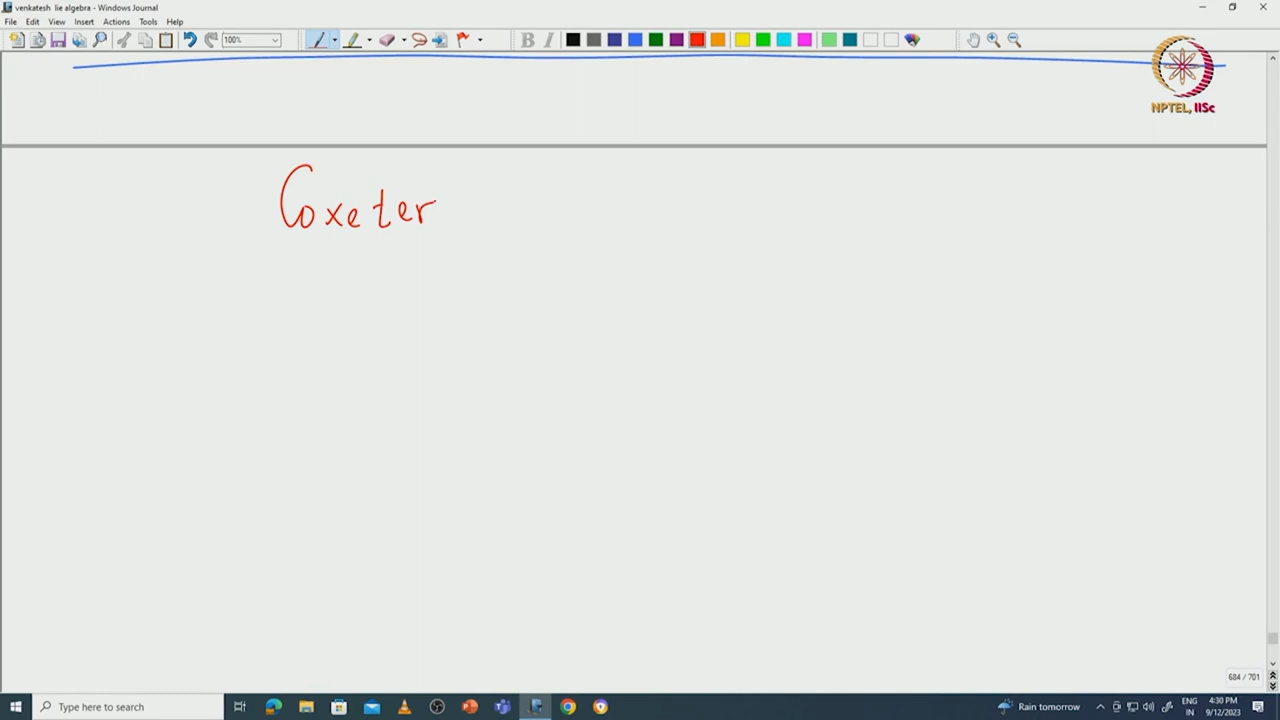 venkatesh lie algebra - Windows Journal
File Edit View Insert Actions Tools Help
100%
B I
NPTEL, IISc
Coxeter
684 / 701
Type here to search
Rain tomorrow
ENG
IN
4:30 PM
9/12/2023